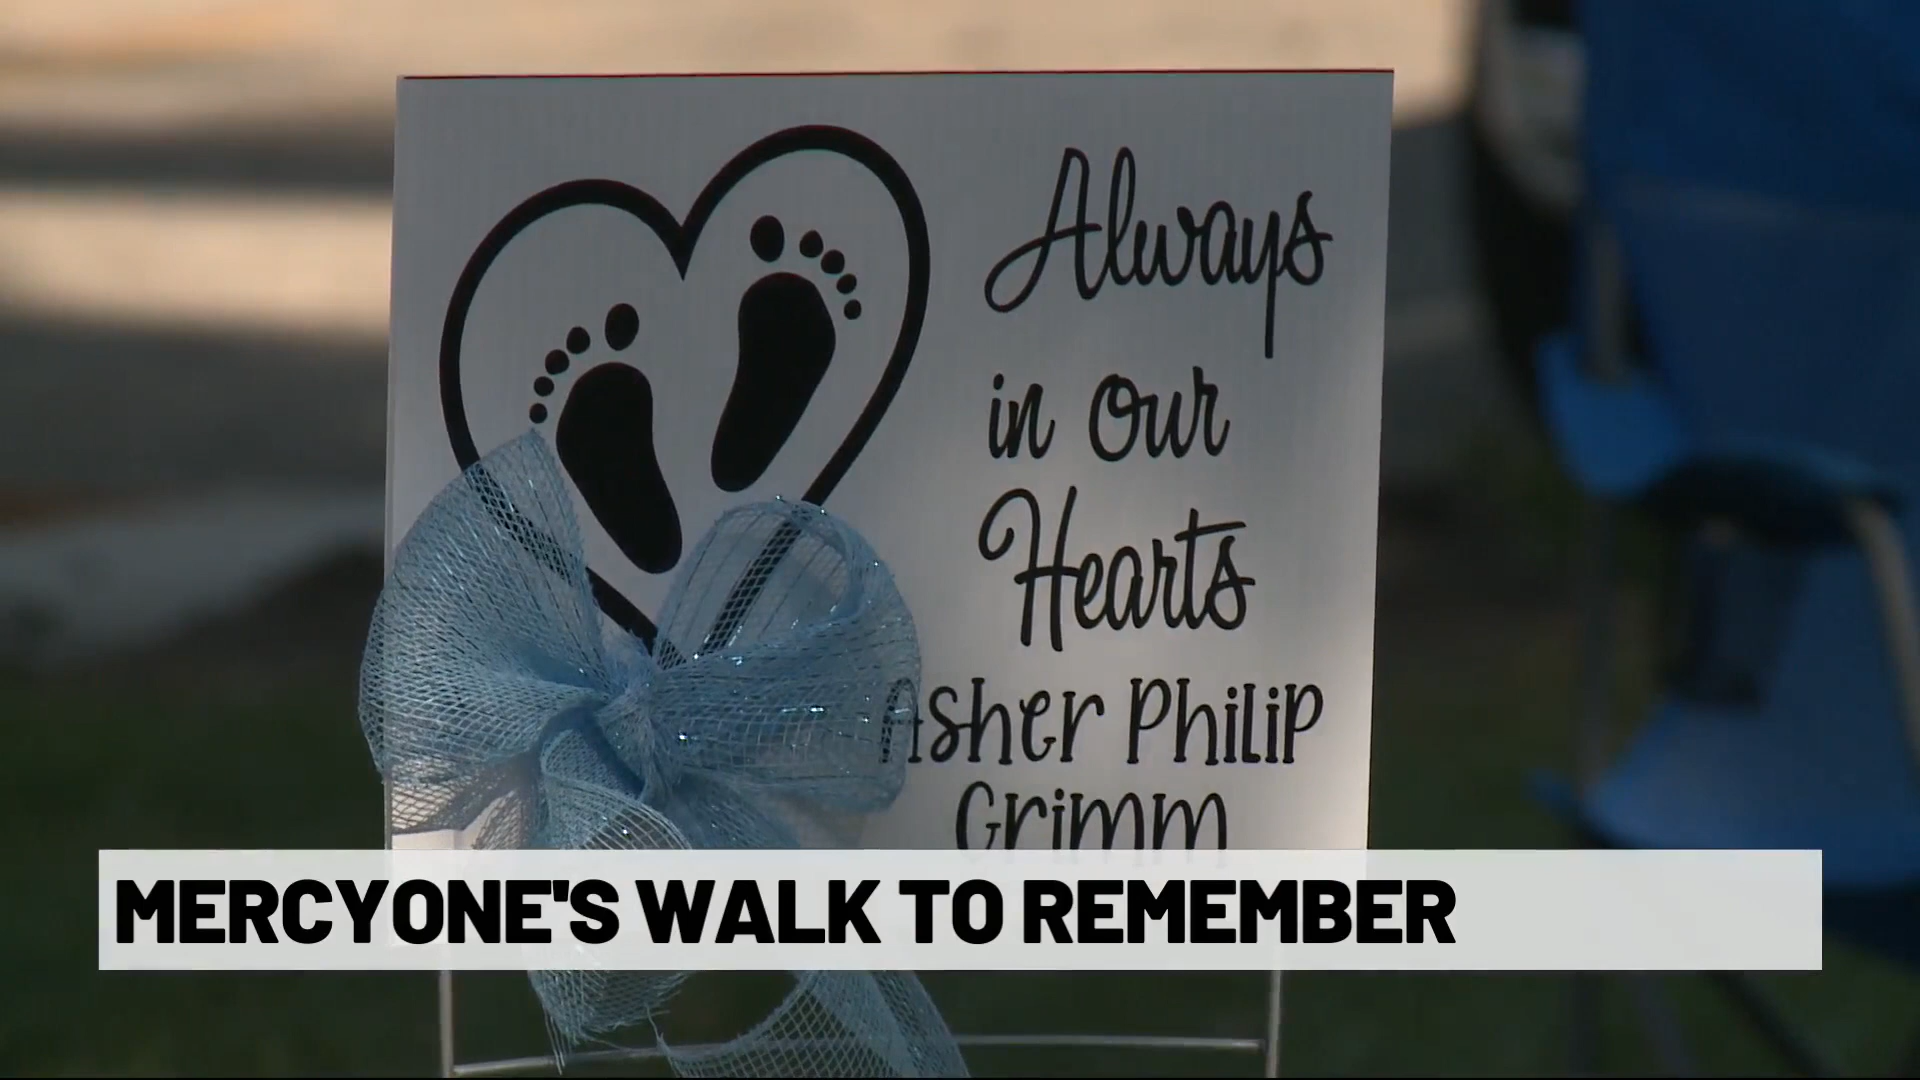 Always
in our
Hearts
Asher Philip
Grimm
MERCYONE'S WALK TO REMEMBER